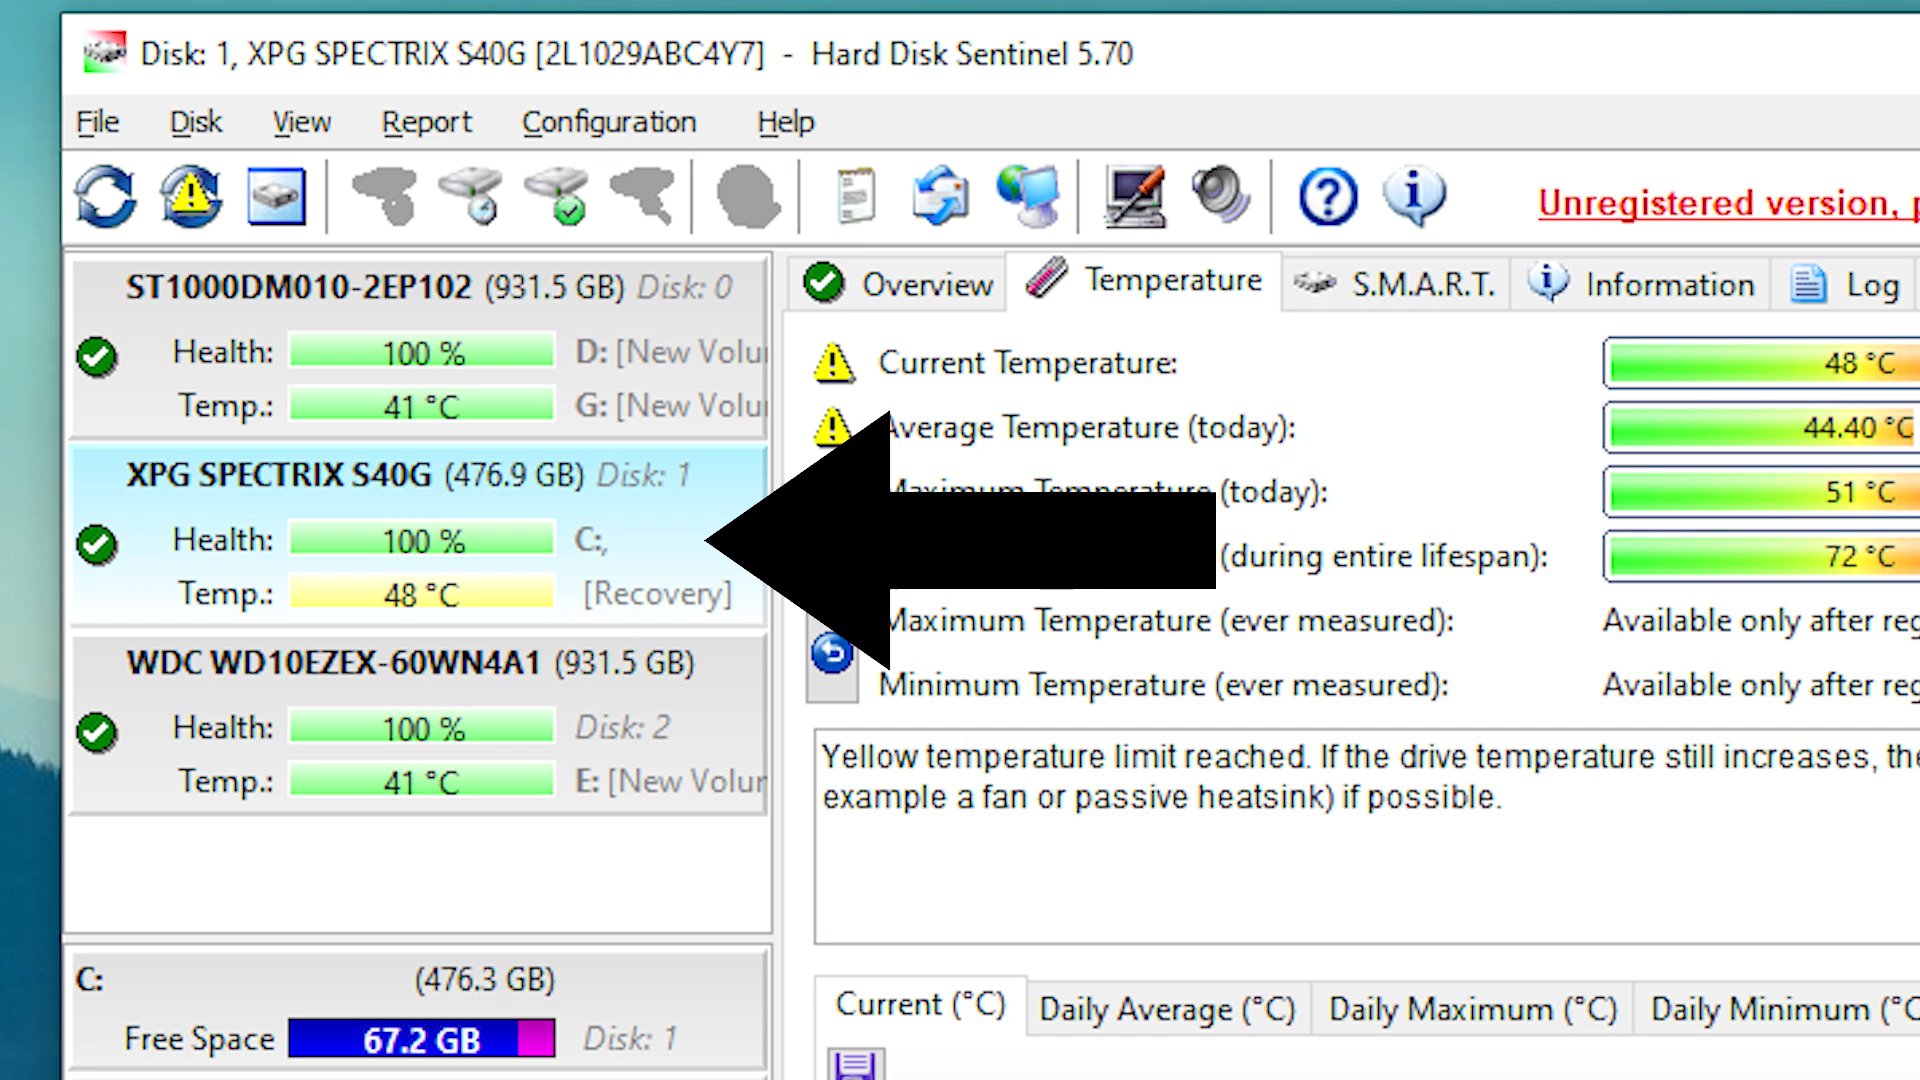 Disk: 1, XPG SPECTRIX S40G [2L1029ABC4Y7] - Hard Disk Sentinel 5.70
File Disk View Report Configuration Help
Unregistered version,
ST1000DM010-2EP102 (931.5 GB) Disk: 0
Health: 100 % D: [New Volu
Temp.: 41 °C G: [New Volu
XPG SPECTRIX S40G (476.9 GB) Disk: 1
Health: 100 % C:,
Temp.: 48 °C [Recovery]
WDC WD10EZEX-60WN4A1 (931.5 GB)
Health: 100 % Disk: 2
Temp.: 41 °C E: [New Volur
C: (476.3 GB)
Free Space 67.2 GB Disk: 1
Overview Temperature S.M.A.R.T. Information Log
Current Temperature: 48 °C
Average Temperature (today): 44.40 °C
Maximum Temperature (today): 51 °C
(during entire lifespan): 72 °C
Maximum Temperature (ever measured): Available only after reg
Minimum Temperature (ever measured): Available only after reg
Yellow temperature limit reached. If the drive temperature still increases, the
example a fan or passive heatsink) if possible.
Current (°C) Daily Average (°C) Daily Maximum (°C) Daily Minimum (°C